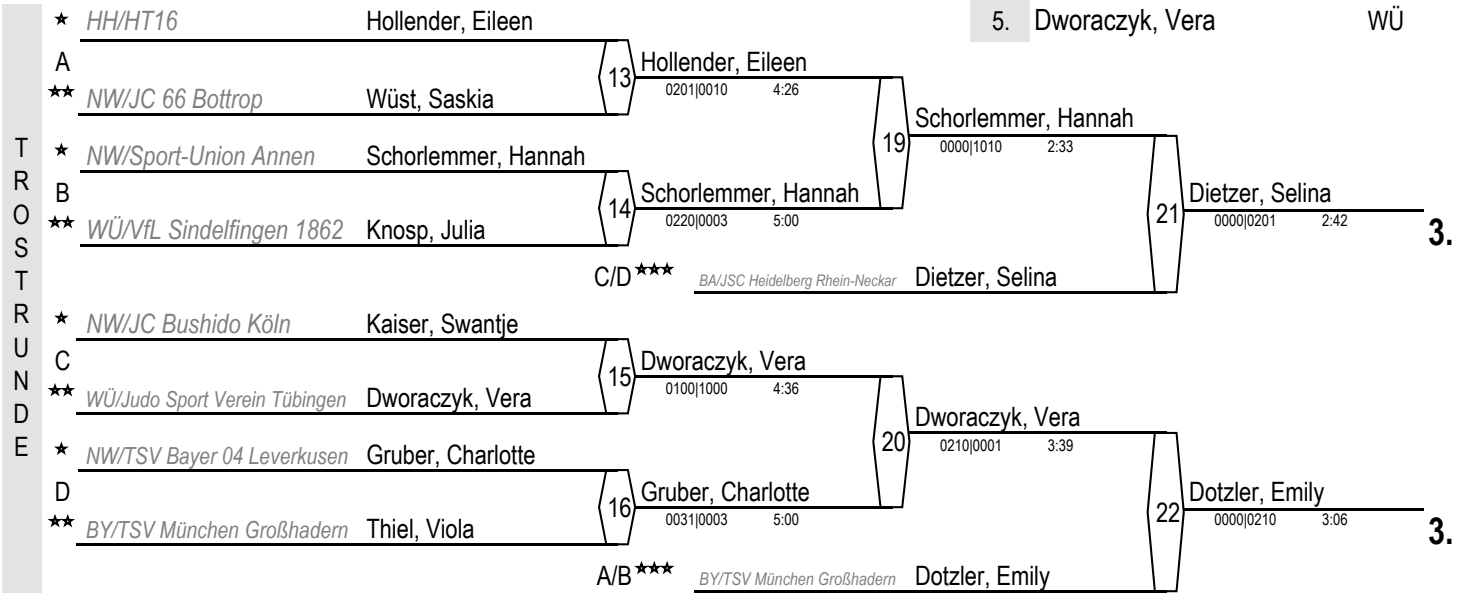 ★ HH/HT16 Hollender, Eileen
5. Dworaczyk, Vera WÜ
A
13 Hollender, Eileen
0201|0010 4:26
★★ NW/JC 66 Bottrop Wüst, Saskia
19 Schorlemmer, Hannah
0000|1010 2:33
★ NW/Sport-Union Annen Schorlemmer, Hannah
B
14 Schorlemmer, Hannah
0220|0003 5:00
★★ WÜ/VfL Sindelfingen 1862 Knosp, Julia
21 Dietzer, Selina
0000|0201 2:42
3.
C/D ★★★ BA/JSC Heidelberg Rhein-Neckar Dietzer, Selina
TROSTRUNDE
★ NW/JC Bushido Köln Kaiser, Swantje
C
15 Dworaczyk, Vera
0100|1000 4:36
★★ WÜ/Judo Sport Verein Tübingen Dworaczyk, Vera
20 Dworaczyk, Vera
0210|0001 3:39
★ NW/TSV Bayer 04 Leverkusen Gruber, Charlotte
D
16 Gruber, Charlotte
0031|0003 5:00
★★ BY/TSV München Großhadern Thiel, Viola
22 Dotzler, Emily
0000|0210 3:06
3.
A/B ★★★ BY/TSV München Großhadern Dotzler, Emily